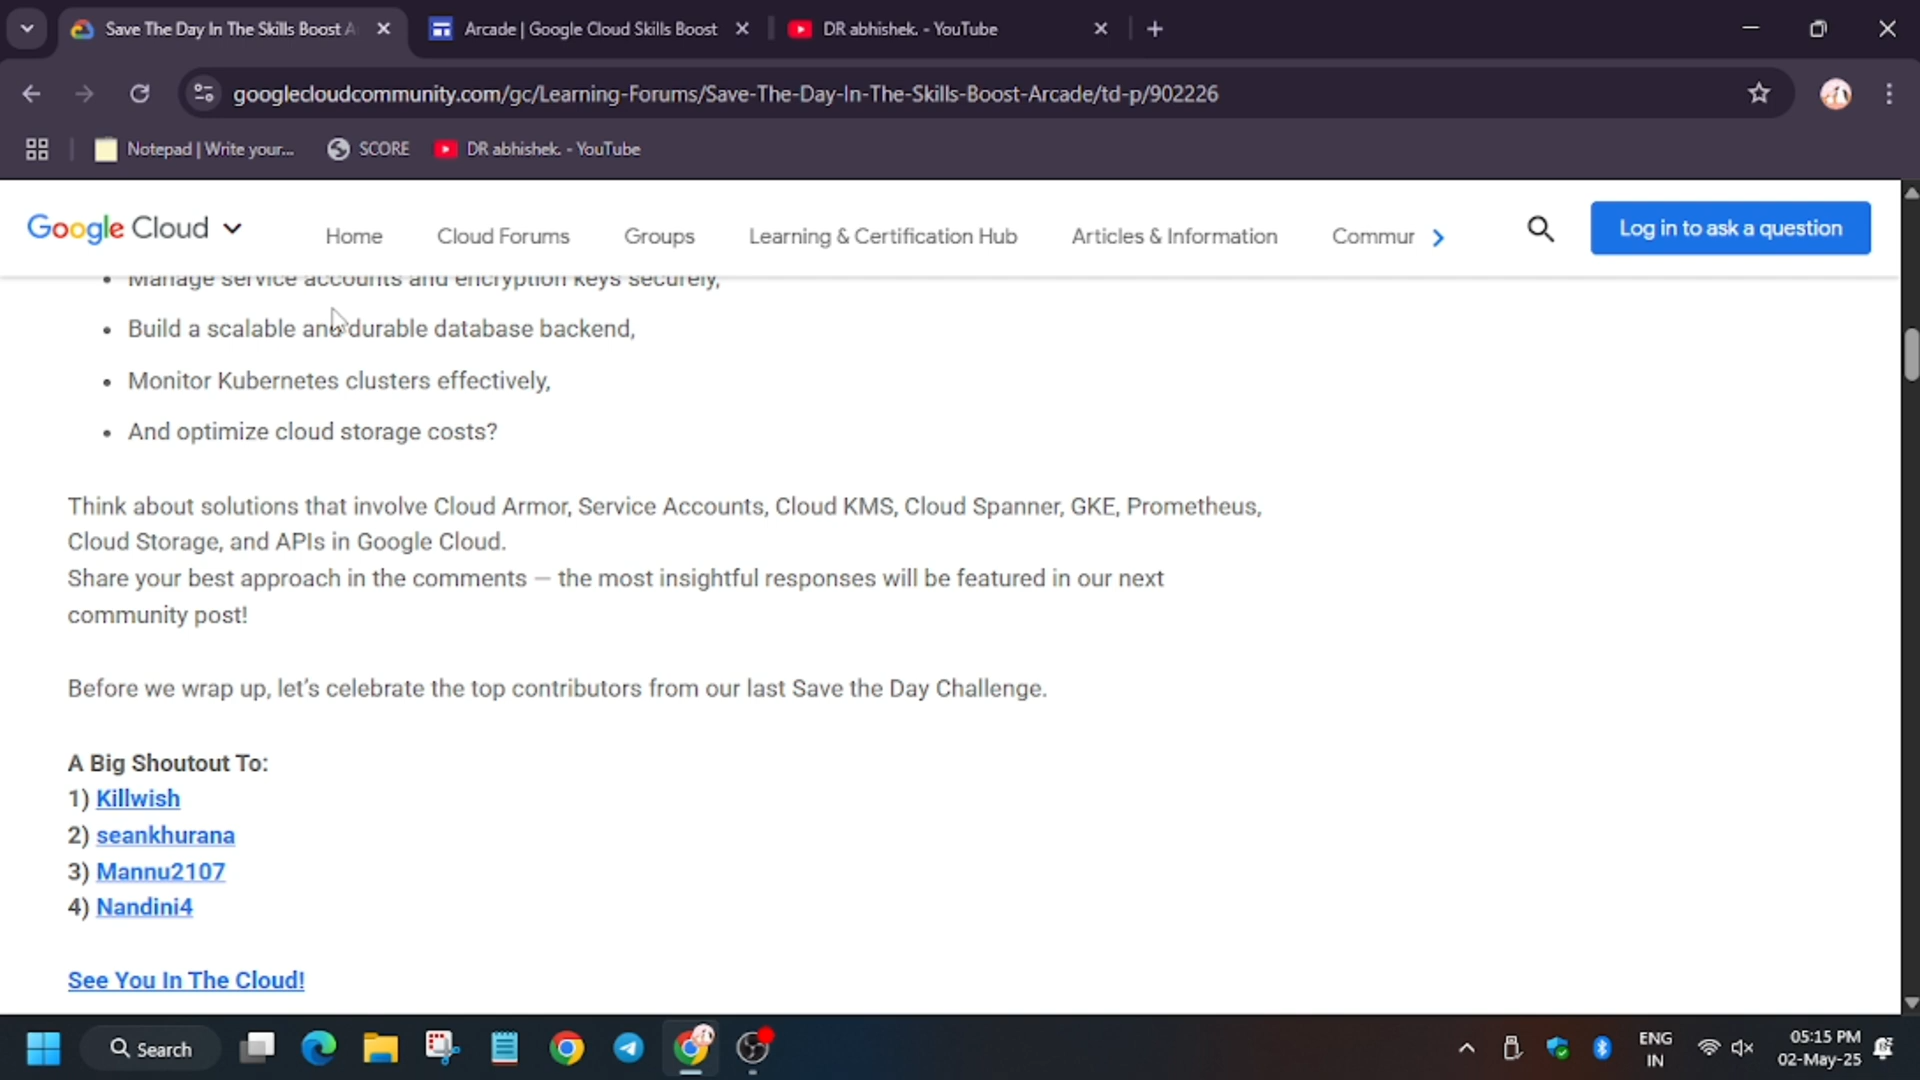 Save The Day In The Skills Boost A
Arcade | Google Cloud Skills Boost
DR abhishek. - YouTube
googlecloudcommunity.com/gc/Learning-Forums/Save-The-Day-In-The-Skills-Boost-Arcade/td-p/902226
Notepad | Write your...
SCORE
DR abhishek. - YouTube
Google Cloud
Home
Cloud Forums
Groups
Learning & Certification Hub
Articles & Information
Commur
Log in to ask a question
• Manage service accounts and encryption keys securely,
• Build a scalable and durable database backend,
• Monitor Kubernetes clusters effectively,
• And optimize cloud storage costs?
Think about solutions that involve Cloud Armor, Service Accounts, Cloud KMS, Cloud Spanner, GKE, Prometheus,
Cloud Storage, and APIs in Google Cloud.
Share your best approach in the comments — the most insightful responses will be featured in our next
community post!
Before we wrap up, let's celebrate the top contributors from our last Save the Day Challenge.
A Big Shoutout To:
1) Killwish
2) seankhurana
3) Mannu2107
4) Nandini4
See You In The Cloud!
Search
ENG
IN
05:15 PM
02-May-25